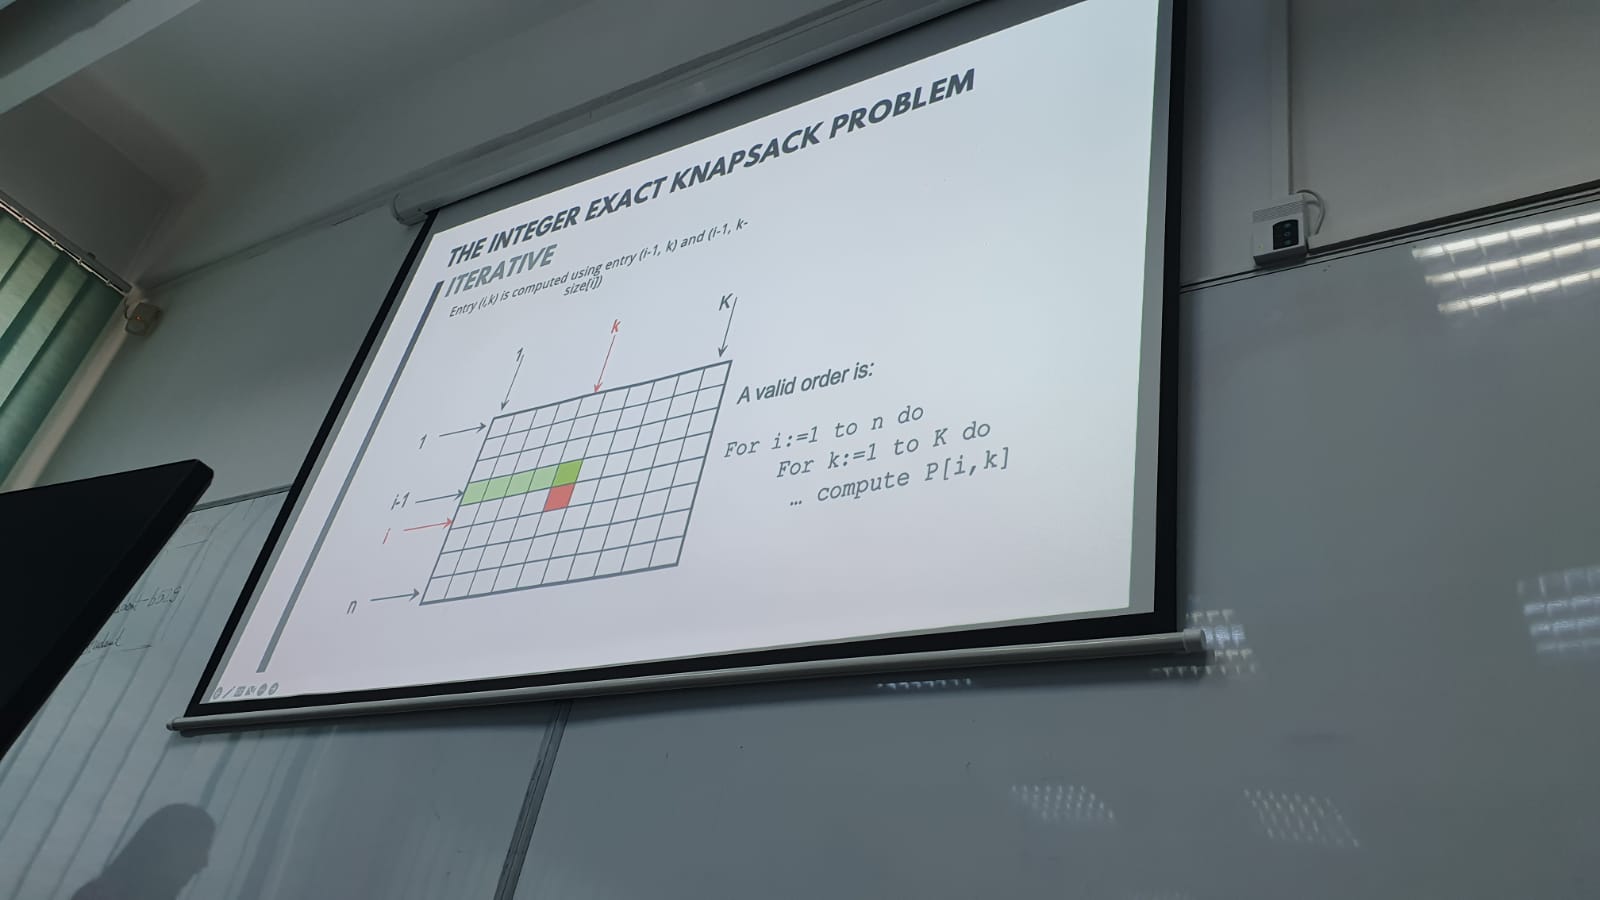 THE INTEGER EXACT KNAPSACK PROBLEM
ITERATIVE
Entry (i,k) is computed using entry (i-1, k) and (i-1, k-
size[i])
1
k
K
1
i-1
i
n
A valid order is:
For i:=1 to n do
For k:=1 to K do
… compute P[i,k]